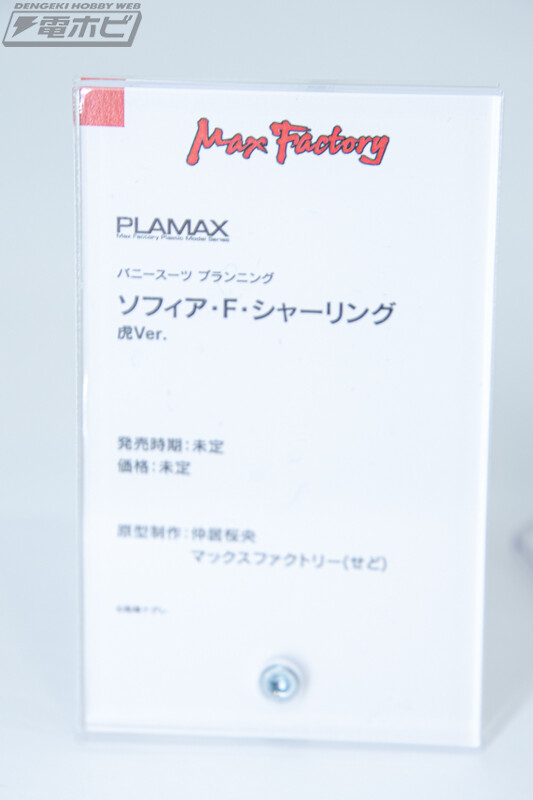 DENGEKI HOBBY WEB
電ホビ
Max Factory
PLAMAX
Max Factory Plastic Model Series
バニースーツ プランニング
ソフィア・F・シャーリング
虎Ver.
発売時期：未定
価格：未定
原型制作：仲居桜央
マックスファクトリー(せど)